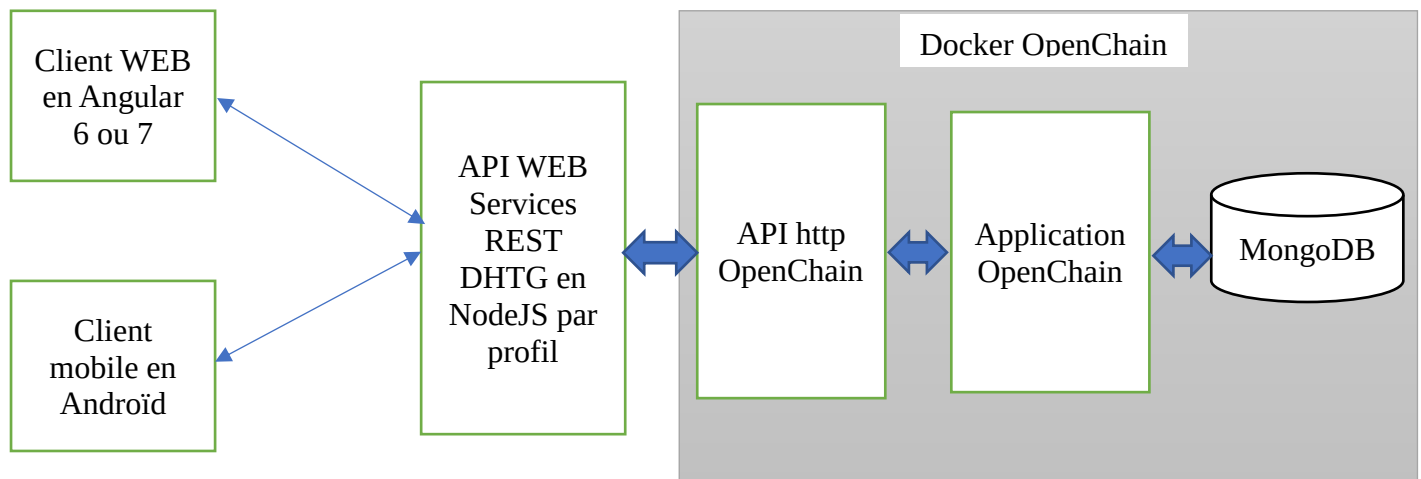 Client WEB
en Angular
6 ou 7
Client
mobile en
Androïd
API WEB
Services
REST
DHTG en
NodeJS par
profil
Docker OpenChain
API http
OpenChain
Application
OpenChain
MongoDB